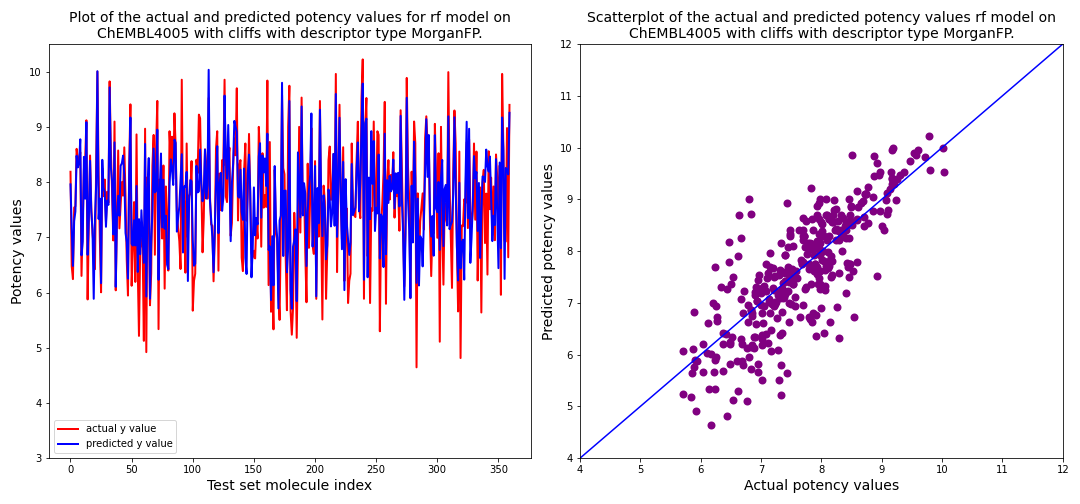 Plot of the actual and predicted potency values for rf model on
ChEMBL4005 with cliffs with descriptor type MorganFP.
Potency values
10
9
8
7
6
5
4
3
actual y value
predicted y value
0 50 100 150 200 250 300 350
Test set molecule index
Scatterplot of the actual and predicted potency values rf model on
ChEMBL4005 with cliffs with descriptor type MorganFP.
Predicted potency values
12
11
10
9
8
7
6
5
4
4 5 6 7 8 9 10 11 12
Actual potency values